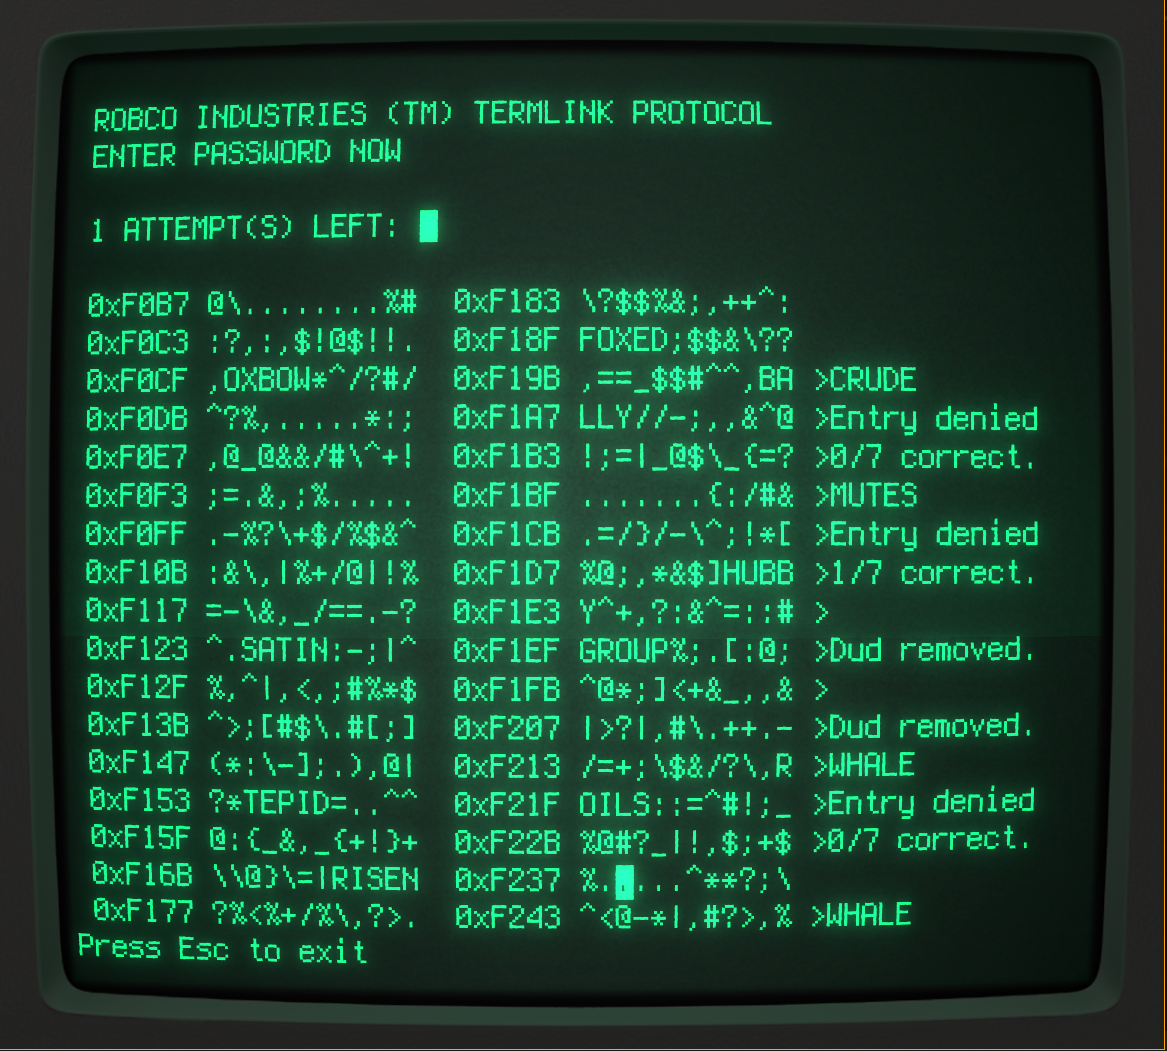 ROBCO INDUSTRIES (TM) TERMLINK PROTOCOL
ENTER PASSWORD NOW
1 ATTEMPT(S) LEFT:
0xF0B7 @\........%# 0xF183 \?$$%&;,++^:
0xF0C3 :?,:,$!@$!!. 0xF18F FOXED;$$&\??
0xF0CF ,OXBOW*^/?#/ 0xF19B ,==_$$#^^,BA >CRUDE
0xF0DB ^?%,.....*:; 0xF1A7 LLY//-;,,&^@ >Entry denied
0xF0E7 ,@_@&&/#\^+! 0xF1B3 !;=|_@$\_{=? >0/7 correct.
0xF0F3 ;=.&,;%..... 0xF1BF .......{:/#& >MUTES
0xF0FF .-%?\+$/%$&^ 0xF1CB .=/}/-\^;!*[ >Entry denied
0xF10B :&\,|%+/@|!% 0xF1D7 %@;,*&$]HUBB >1/7 correct.
0xF117 =-\&,_/==.-? 0xF1E3 Y^+,?:&^=::# >
0xF123 ^.SATIN:-;|^ 0xF1EF GROUP%;.[:@; >Dud removed.
0xF12F %,^|,<,;#%*$ 0xF1FB ^@*;]<+&_,,& >
0xF13B ^>;[#$\.#[;] 0xF207 |>?|,#\.++.- >Dud removed.
0xF147 (*:\-];.),@| 0xF213 /=+;\$&/?\,R >WHALE
0xF153 ?*TEPID=..^^ 0xF21F OILS::=^#!;_ >Entry denied
0xF15F @:{_&,_{+!}+ 0xF22B %@#?_|!,$;+$ >0/7 correct.
0xF16B \\@}\=|RISEN 0xF237 %.....^**?;\
0xF177 ?%<%+/%\,?>. 0xF243 ^<@-*|,#?>,% >WHALE
Press Esc to exit